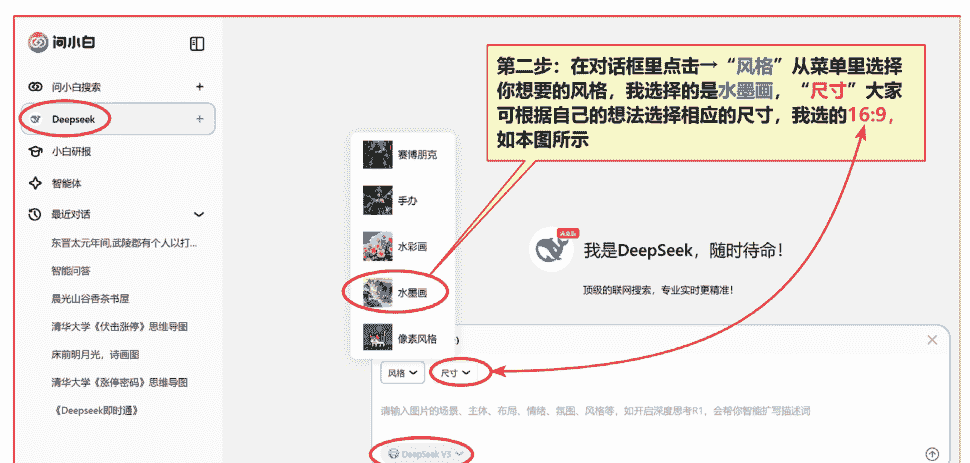 问小白
问小白搜索
Deepseek
小白研报
智能体
最近对话
东晋太元年间,武陵郡有个人以打...
智能问答
晨光山谷香茶书屋
清华大学《伏击涨停》思维导图
床前明月光，诗画图
清华大学《涨停密码》思维导图
《Deepseek即时通》
第二步：在对话框里点击→“风格”从菜单里选择
你想要的风格，我选择的是水墨画，“尺寸”大家
可根据自己的想法选择相应的尺寸，我选的16:9，
如本图所示
赛博朋克
手办
水彩画
水墨画
像素风格
我是DeepSeek，随时待命！
顶级的联网搜索，专业实时更精准！
风格
尺寸
请输入图片的场景、主体、布局、情绪、氛围、风格等，如开启深度思考R1，会帮你智能扩写描述词
DeepSeek V3